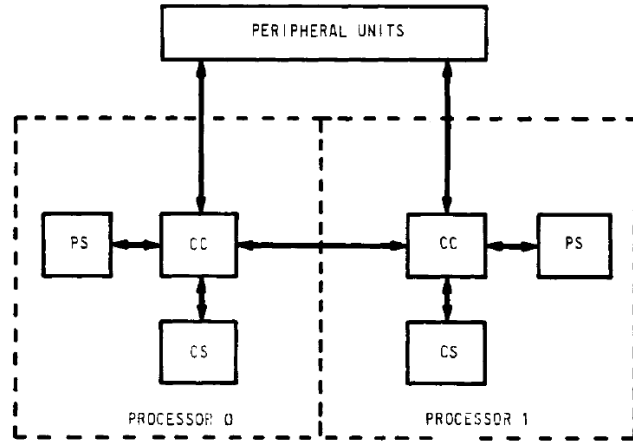 PERIPHERAL UNITS
PS
CC
CC
PS
CS
CS
PROCESSOR 0
PROCESSOR 1